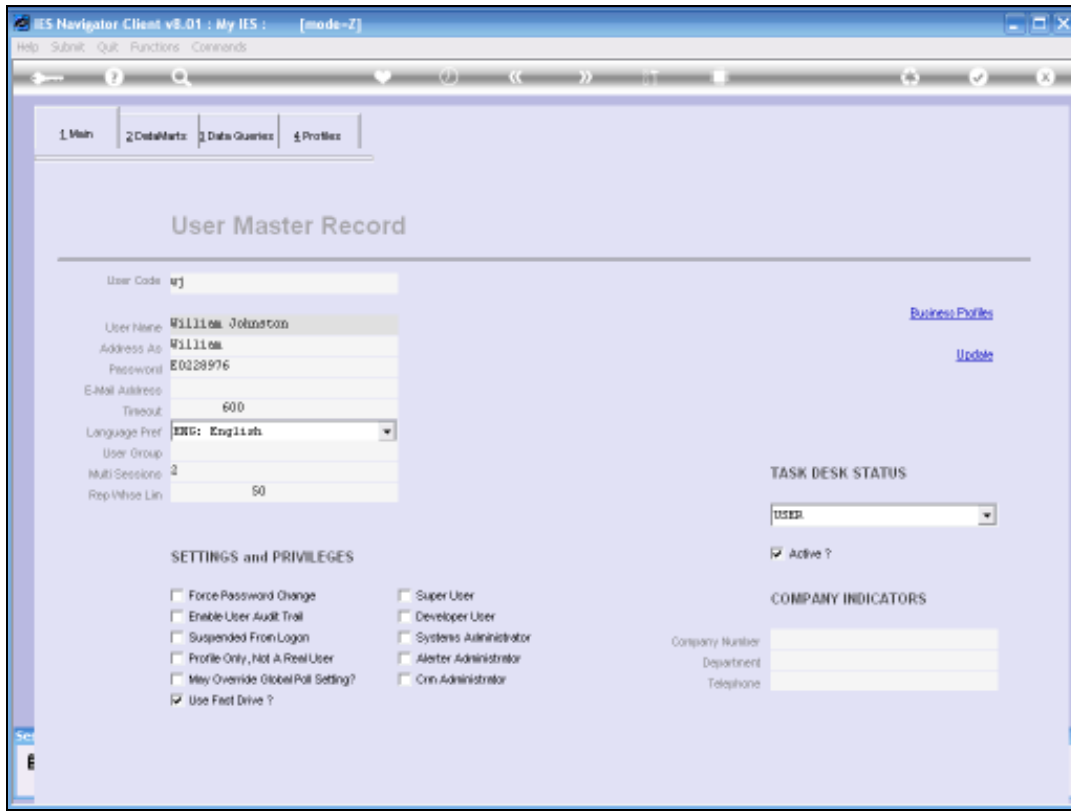 IES Navigator Client v8.01 : My IES : [mode=Z]
Help Submit Quit Functions Commands
1 Main 2 DataMarts 3 Data Queries 4 Profiles
User Master Record
User Code wj
Business Profiles
User Name William Johnston
Address As William
Update
Password E0228976
E-Mail Address
Timeout 600
Language Pref ENG: English
User Group
Multi Sessions 2
TASK DESK STATUS
Rep Whse Lim 50
USER
SETTINGS and PRIVILEGES
Active ?
Force Password Change Super User
COMPANY INDICATORS
Enable User Audit Trail Developer User
Suspended From Logon Systems Administrator
Company Number
Profile Only, Not A Real User Alerter Administrator
Department
May Override Global Poll Setting? Crm Administrator
Telephone
Use Fast Drive ?